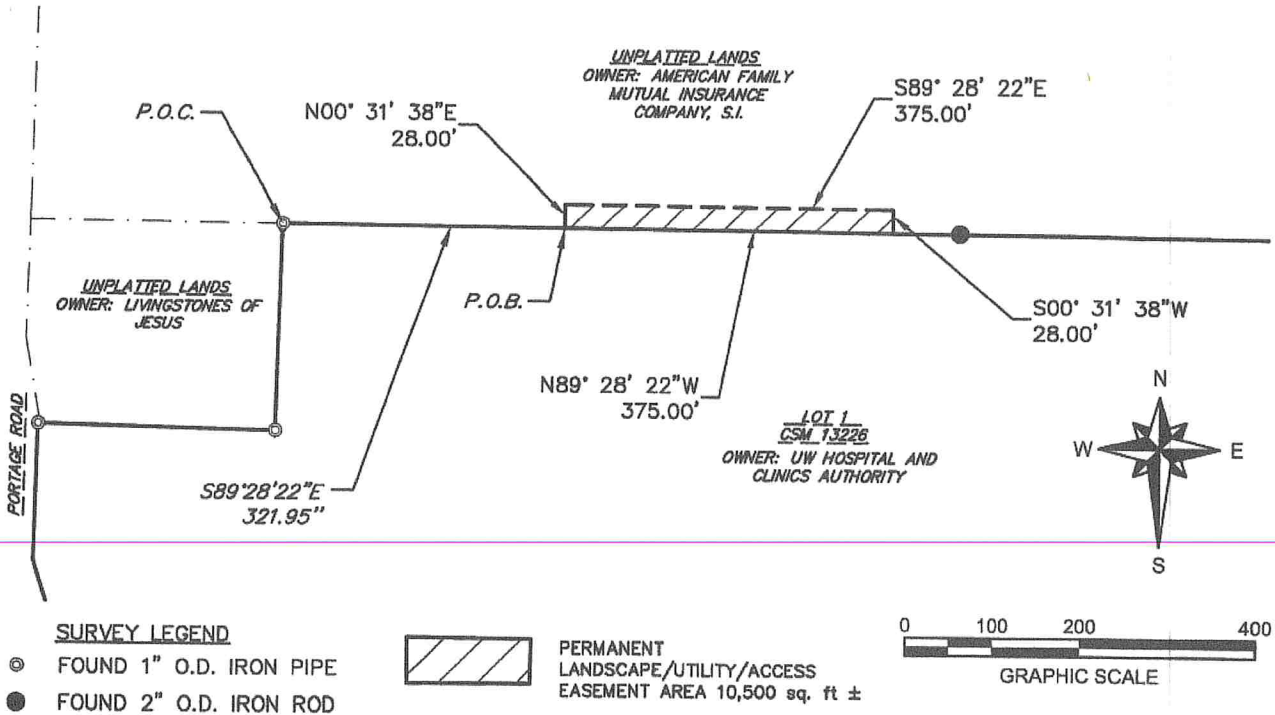 UNPLATTED LANDS
OWNER: AMERICAN FAMILY
MUTUAL INSURANCE
COMPANY, S.I.
S89° 28' 22"E
375.00'
P.O.C.
N00° 31' 38"E
28.00'
UNPLATTED LANDS
OWNER: LIVINGSTONES OF
JESUS
P.O.B.
S00° 31' 38"W
28.00'
N89° 28' 22"W
375.00'
LOT 1
CSM 13226
OWNER: UW HOSPITAL AND
CLINICS AUTHORITY
PORTAGE ROAD
S89°28'22"E
321.95"
N
W
E
S
SURVEY LEGEND
FOUND 1" O.D. IRON PIPE
FOUND 2" O.D. IRON ROD
PERMANENT
LANDSCAPE/UTILITY/ACCESS
EASEMENT AREA 10,500 sq. ft ±
0 100 200 400
GRAPHIC SCALE